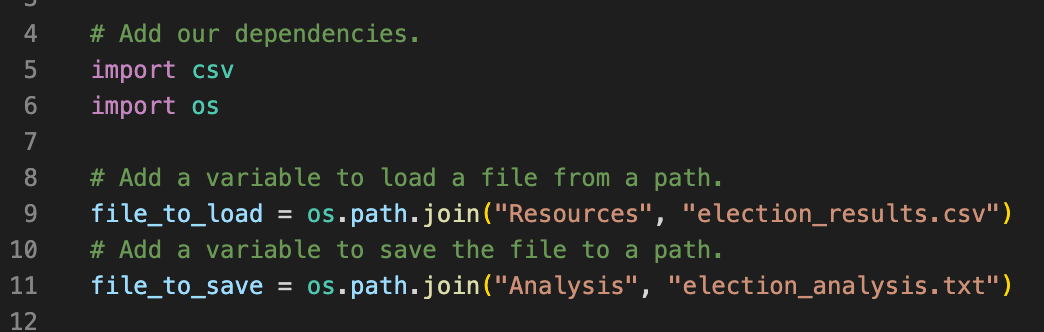 3
4 # Add our dependencies.
5 import csv
6 import os
7
8 # Add a variable to load a file from a path.
9 file_to_load = os.path.join("Resources", "election_results.csv")
10 # Add a variable to save the file to a path.
11 file_to_save = os.path.join("Analysis", "election_analysis.txt")
12